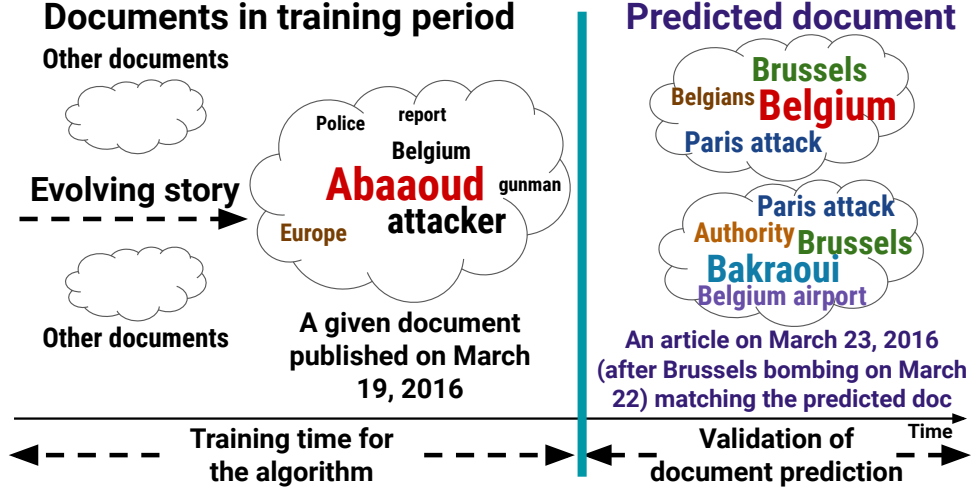 Documents in training period
Predicted document
Other documents
Police
report
Belgium
Abaaoud
gunman
attacker
Europe
Evolving story
Other documents
A given document
published on March
19, 2016
Brussels
Belgians
Belgium
Paris attack
Paris attack
Authority
Brussels
Bakraoui
Belgium airport
An article on March 23, 2016
(after Brussels bombing on March
22) matching the predicted doc
Time
Training time for
the algorithm
Validation of
document prediction